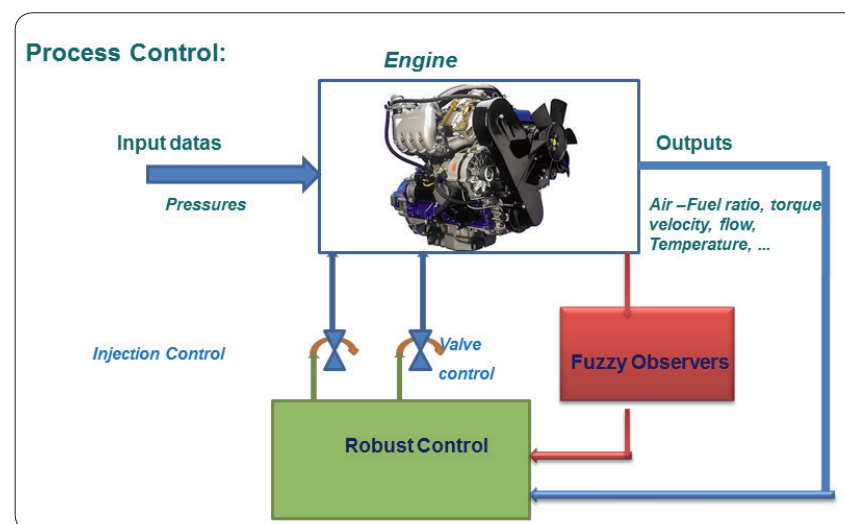 Process Control:
Engine
Input datas
Pressures
Outputs
Air –Fuel ratio, torque
velocity, flow,
Temperature, ...
Injection Control
Valve
control
Fuzzy Observers
Robust Control